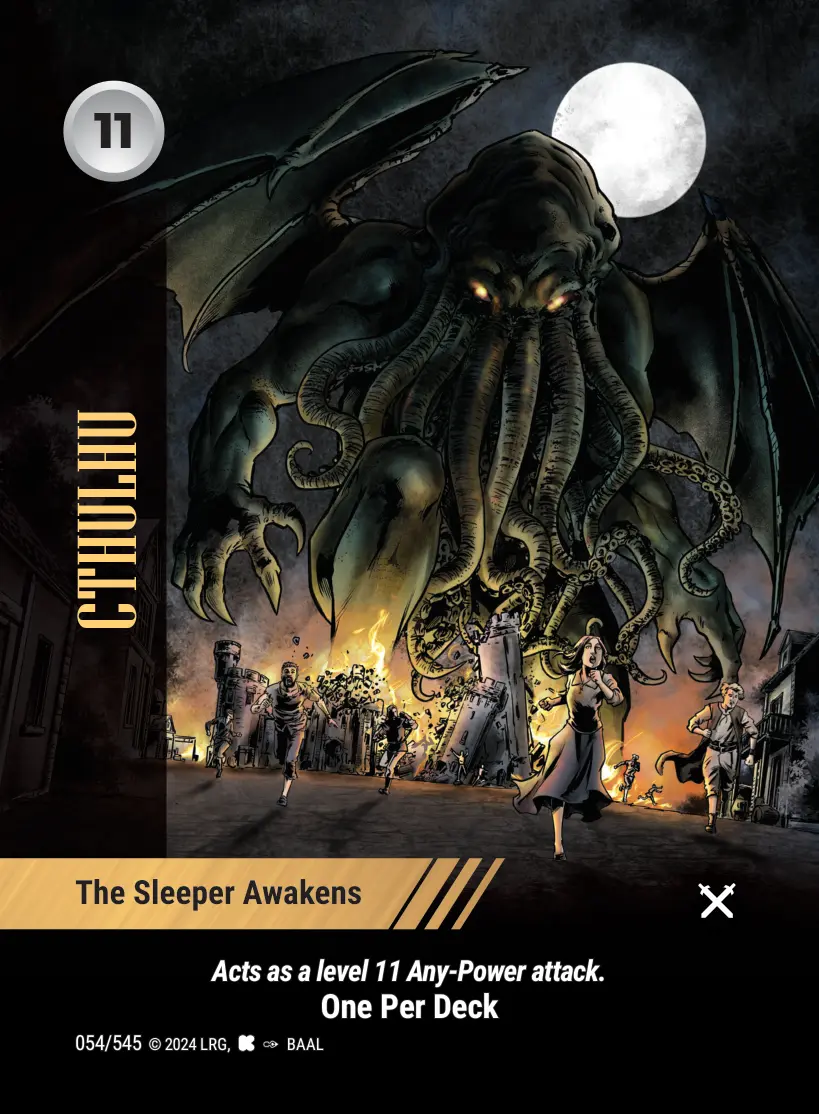 11
CTHULHU
The Sleeper Awakens
Acts as a level 11 Any-Power attack.
One Per Deck
054/545 © 2024 LRG, BAAL